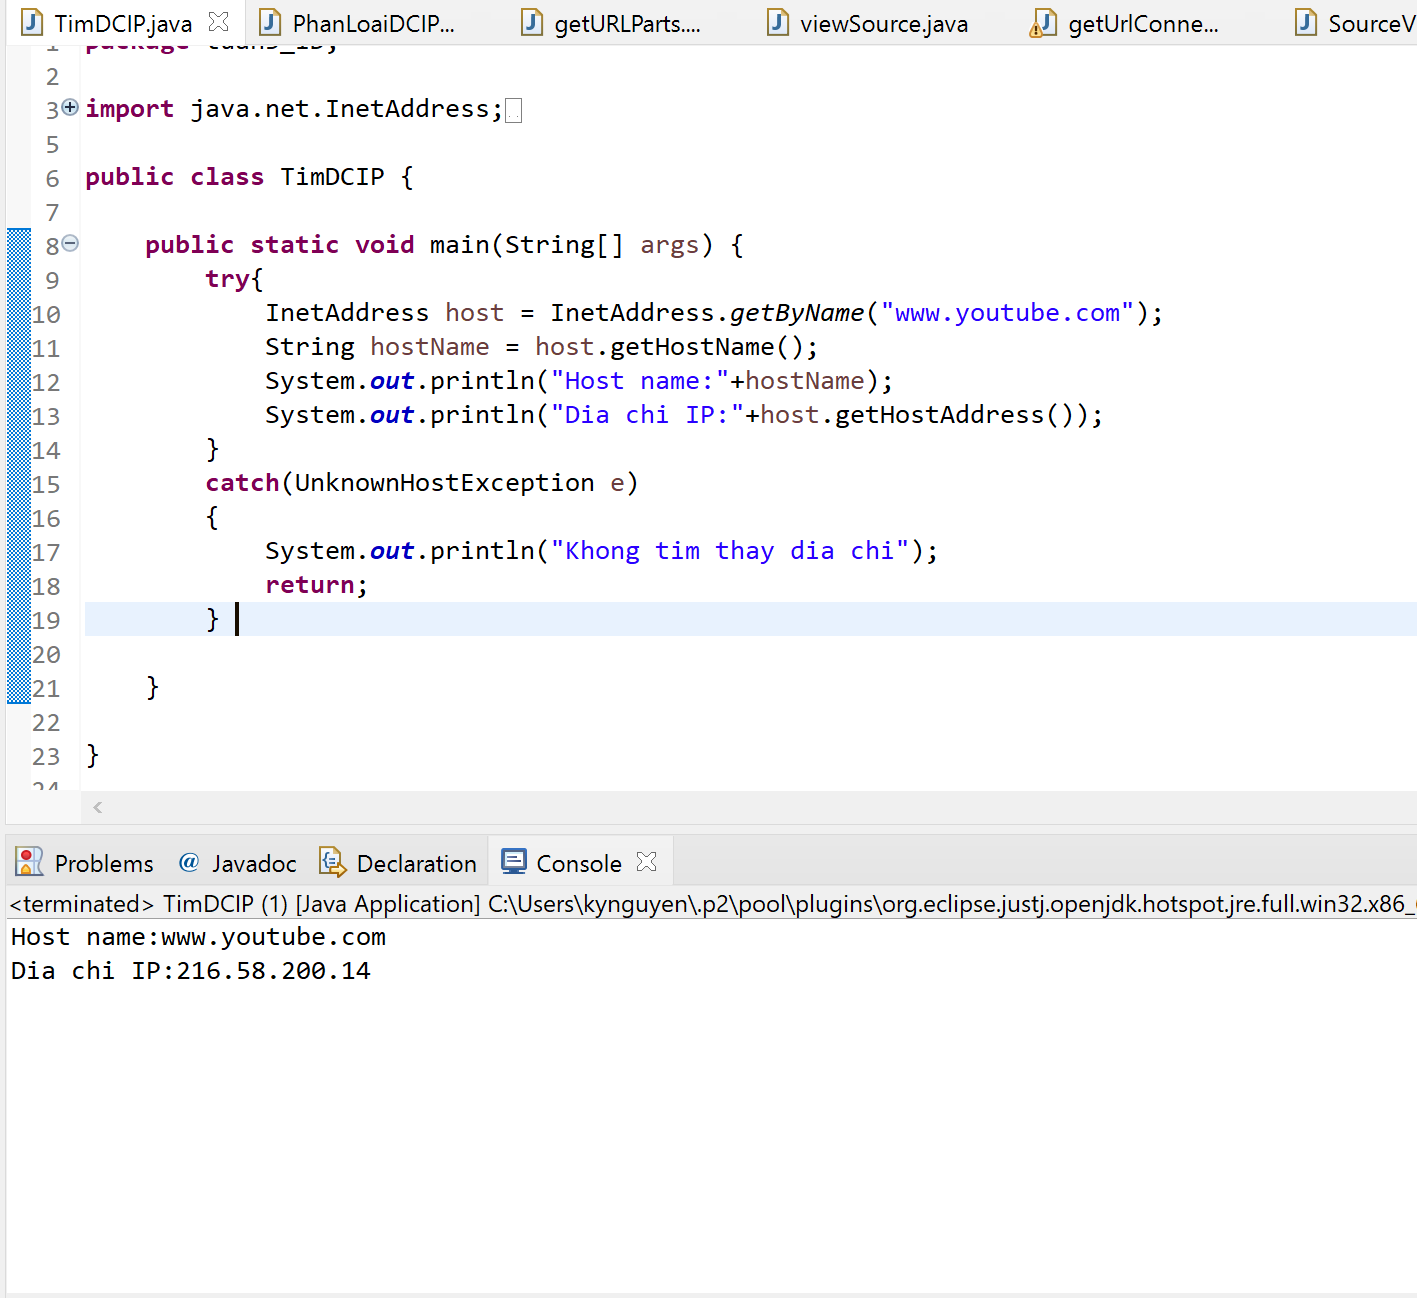 TimDCIP.java PhanLoaiDCIP... getURLParts.... viewSource.java getUrlConne... SourceV
1 package
2
3 import java.net.InetAddress;
5
6 public class TimDCIP {
7
8 public static void main(String[] args) {
9 try{
10 InetAddress host = InetAddress.getByName("www.youtube.com");
11 String hostName = host.getHostName();
12 System.out.println("Host name:"+hostName);
13 System.out.println("Dia chi IP:"+host.getHostAddress());
14 }
15 catch(UnknownHostException e)
16 {
17 System.out.println("Khong tim thay dia chi");
18 return;
19 }
20
21 }
22
23 }
24
Problems @ Javadoc Declaration Console
<terminated> TimDCIP (1) [Java Application] C:\Users\kynguyen\.p2\pool\plugins\org.eclipse.justj.openjdk.hotspot.jre.full.win32.x86_
Host name:www.youtube.com
Dia chi IP:216.58.200.14